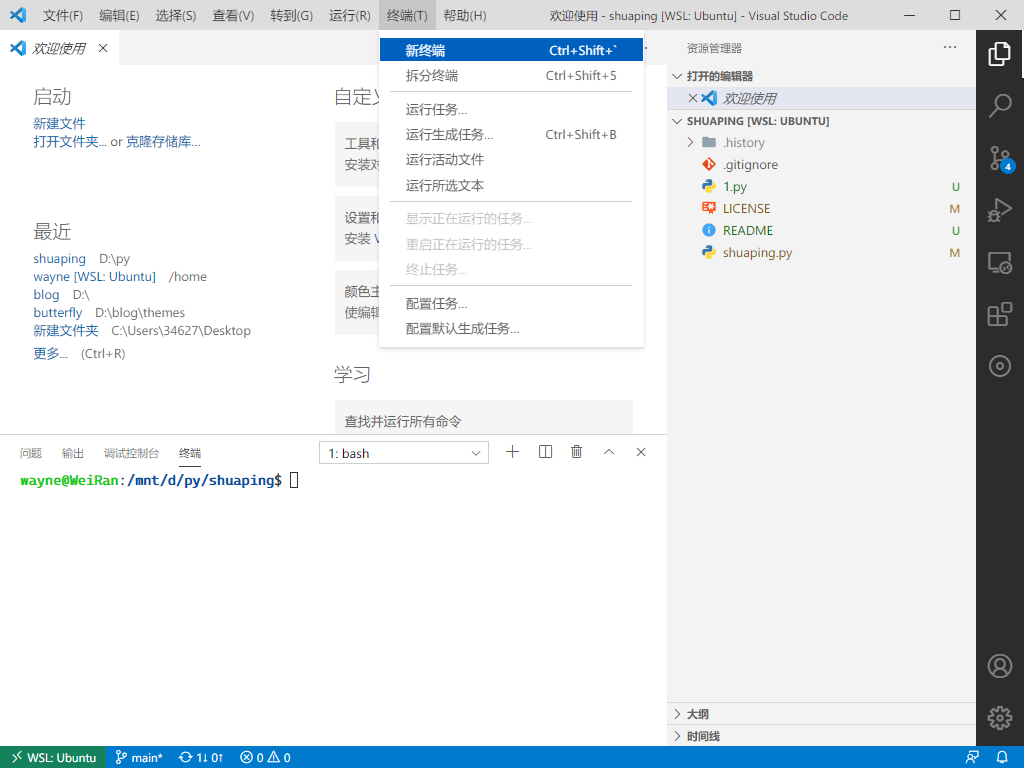 文件(F) 编辑(E) 选择(S) 查看(V) 转到(G) 运行(R) 终端(T) 帮助(H) 欢迎使用 - shuaping [WSL: Ubuntu] - Visual Studio Code
欢迎使用
启动
新建文件
打开文件夹... or 克隆存储库...
最近
shuaping D:\py
wayne [WSL: Ubuntu] /home
blog D:\
butterfly D:\blog\themes
新建文件夹 C:\Users\34627\Desktop
更多... (Ctrl+R)
自定义
工具和
安装对
设置和
安装 V
颜色主
使编辑
学习
查找并运行所有命令
新终端 Ctrl+Shift+`
拆分终端 Ctrl+Shift+5
运行任务...
运行生成任务... Ctrl+Shift+B
运行活动文件
运行所选文本
显示正在运行的任务...
重启正在运行的任务...
终止任务...
配置任务...
配置默认生成任务...
问题 输出 调试控制台 终端 1: bash
wayne@WeiRan:/mnt/d/py/shuaping$
资源管理器
打开的编辑器
欢迎使用
SHUAPING [WSL: UBUNTU]
.history
.gitignore
1.py U
LICENSE M
README U
shuaping.py M
大纲
时间线
4
WSL: Ubuntu main* 1↓ 0↑ 0 0